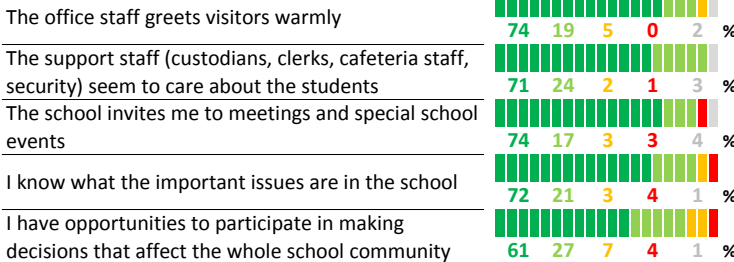 The office staff greets visitors warmly
74 19 5 0 2 %
The support staff (custodians, clerks, cafeteria staff,
security) seem to care about the students
71 24 2 1 3 %
The school invites me to meetings and special school
events
74 17 3 3 4 %
I know what the important issues are in the school
72 21 3 4 1 %
I have opportunities to participate in making
decisions that affect the whole school community
61 27 7 4 1 %